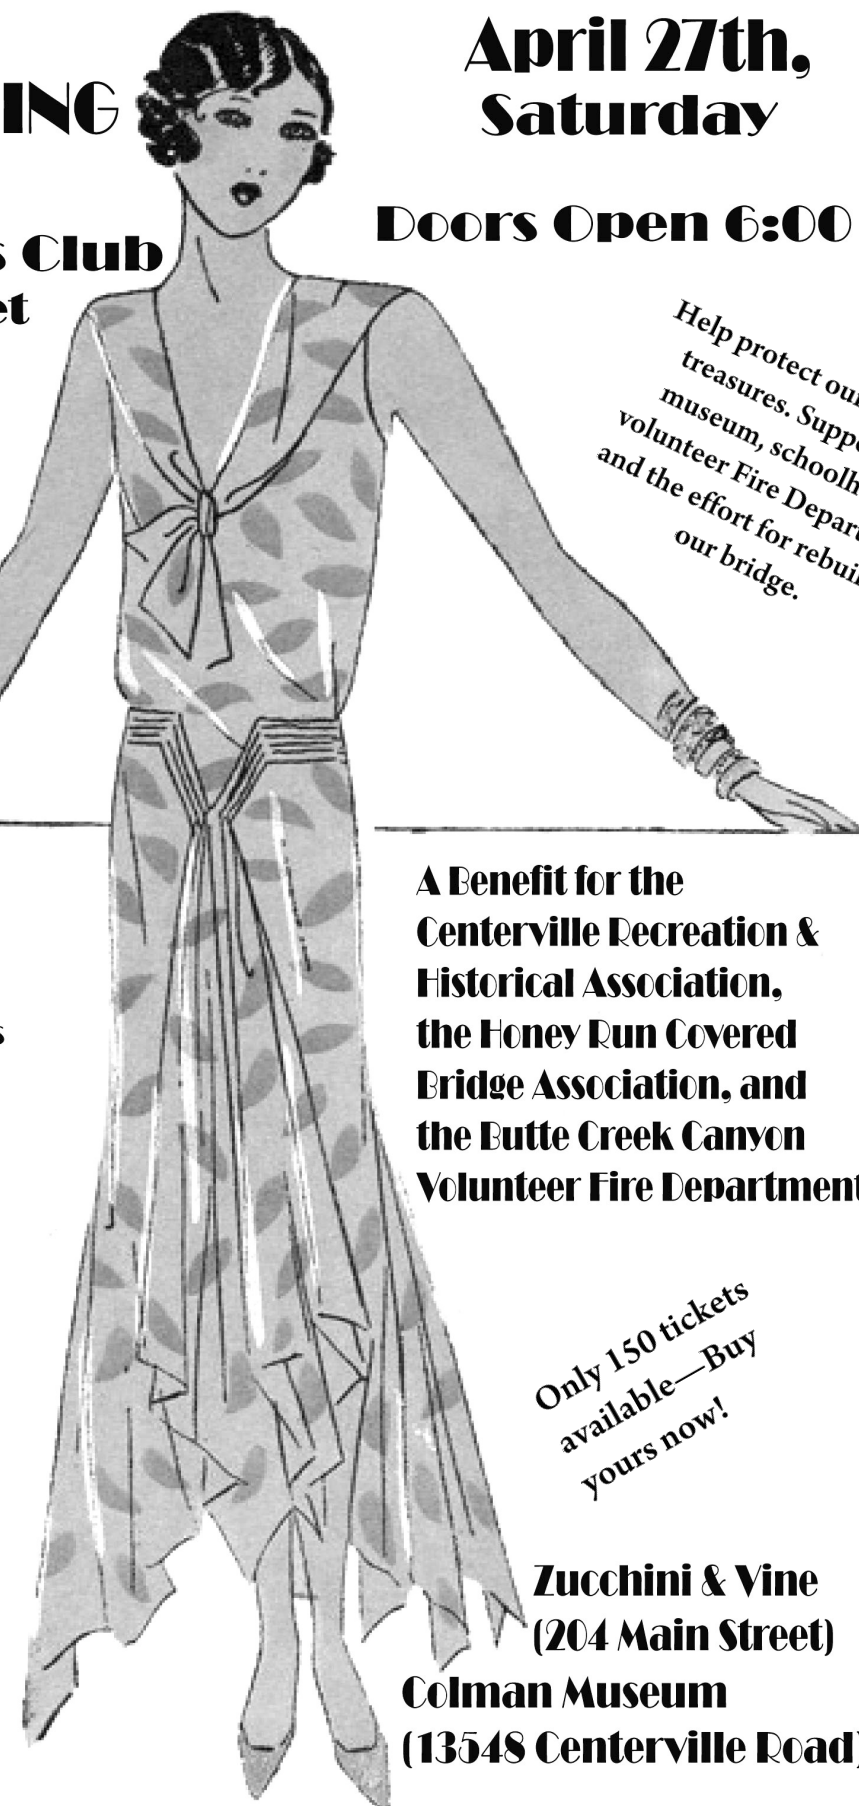 ING
April 27th,
Saturday
Doors Open 6:00
s Club
et
Help protect our
treasures. Suppo
museum, schoolh
volunteer Fire Depart
and the effort for rebuil
our bridge.
A Benefit for the
Centerville Recreation &
Historical Association,
the Honey Run Covered
Bridge Association, and
the Butte Creek Canyon
Volunteer Fire Department
s
Only 150 tickets
available—Buy
yours now!
Zucchini & Vine
(204 Main Street)
Colman Museum
(13548 Centerville Road)